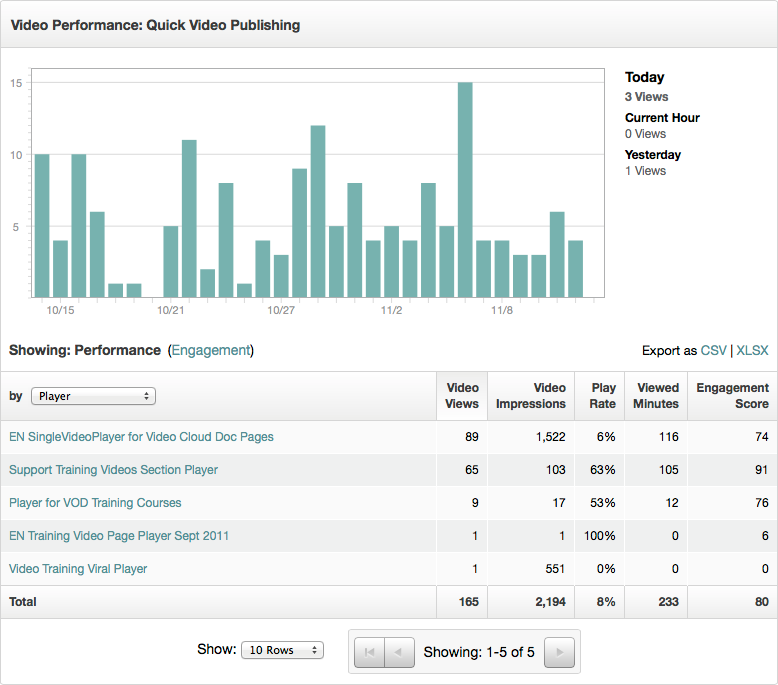 Video Performance: Quick Video Publishing
15
10
5
10/15 10/21 10/27 11/2 11/8
Today
3 Views
Current Hour
0 Views
Yesterday
1 Views
Showing: Performance (Engagement) Export as CSV | XLSX
by Player Video Views Video Impressions Play Rate Viewed Minutes Engagement Score
EN SingleVideoPlayer for Video Cloud Doc Pages 89 1,522 6% 116 74
Support Training Videos Section Player 65 103 63% 105 91
Player for VOD Training Courses 9 17 53% 12 76
EN Training Video Page Player Sept 2011 1 1 100% 0 6
Video Training Viral Player 1 551 0% 0 0
Total 165 2,194 8% 233 80
Show: 10 Rows Showing: 1-5 of 5